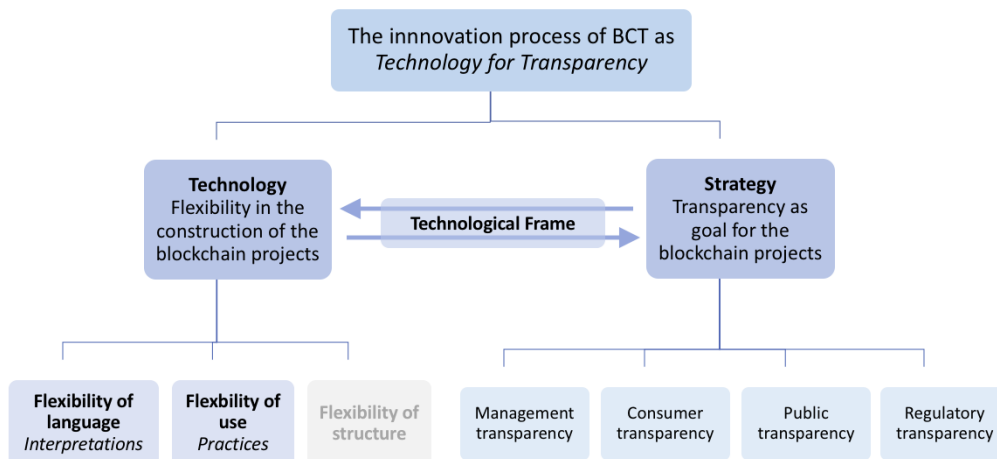 The innnovation process of BCT as
Technology for Transparency
Technology
Flexibility in the
construction of the
blockchain projects
Technological Frame
Strategy
Transparency as
goal for the
blockchain projects
Flexibility of
language
Interpretations
Flexbility of
use
Practices
Flexibility of
structure
Management
transparency
Consumer
transparency
Public
transparency
Regulatory
transparency